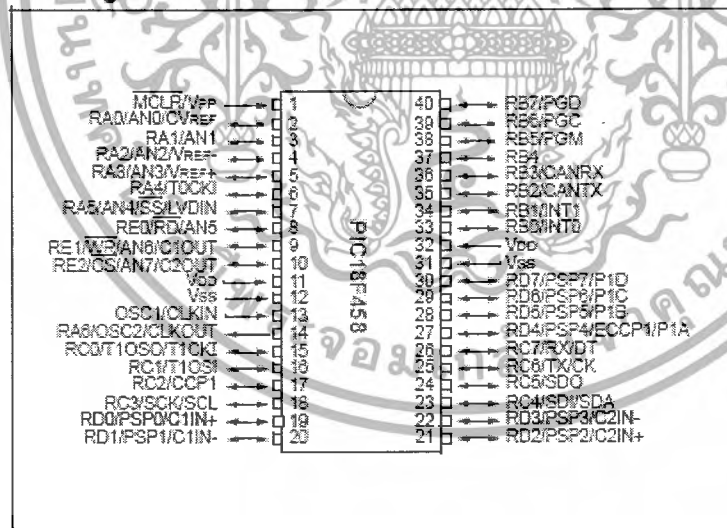 MCLR/VPP 1
RA0/AN0/CVREF 2
RA1/AN1 3
RA2/AN2/VREF- 4
RA3/AN3/VREF+ 5
RA4/T0CKI 6
RA5/AN4/SS/LVDIN 7
RE0/RD/AN5 8
RE1/WR/AN6/C1OUT 9
RE2/CS/AN7/C2OUT 10
VDD 11
VSS 12
OSC1/CLKIN 13
RA6/OSC2/CLKOUT 14
RC0/T1OSO/T1CKI 15
RC1/T1OSI 16
RC2/CCP1 17
RC3/SCK/SCL 18
RD0/PSP0/C1IN+ 19
RD1/PSP1/C1IN- 20
PIC18F458
40 RB7/PGD
39 RB6/PGC
38 RB5/PGM
37 RB4
36 RB3/CANRX
35 RB2/CANTX
34 RB1/INT1
33 RB0/INT0
32 VDD
31 VSS
30 RD7/PSP7/P1D
29 RD6/PSP6/P1C
28 RD5/PSP5/P1B
27 RD4/PSP4/ECCP1/P1A
26 RC7/RX/DT
25 RC6/TX/CK
24 RC5/SDO
23 RC4/SDI/SDA
22 RD3/PSP3/C2IN-
21 RD2/PSP2/C2IN+